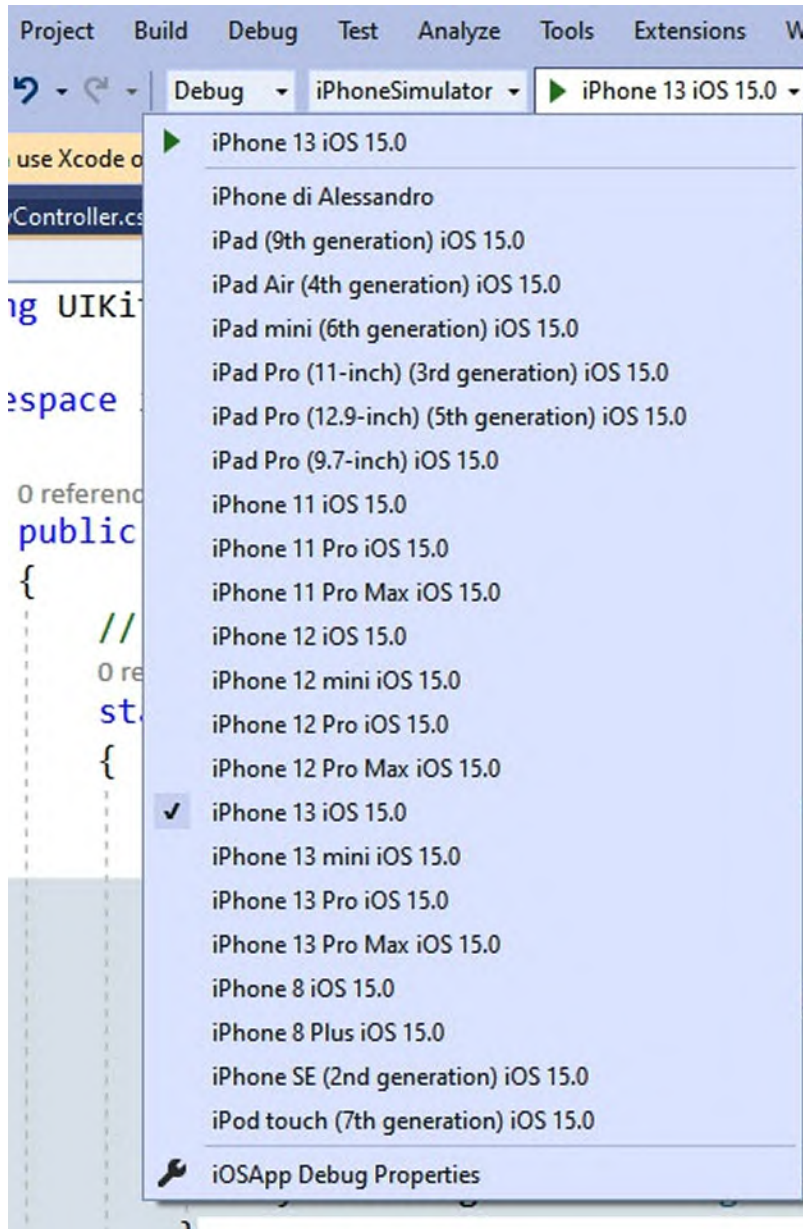 Project Build Debug Test Analyze Tools Extensions
Debug iPhoneSimulator iPhone 13 iOS 15.0
iPhone 13 iOS 15.0
use Xcode
Controller.cs
iPhone di Alessandro
iPad (9th generation) iOS 15.0
iPad Air (4th generation) iOS 15.0
UIKi
iPad mini (6th generation) iOS 15.0
iPad Pro (11-inch) (3rd generation) iOS 15.0
espace
iPad Pro (12.9-inch) (5th generation) iOS 15.0
iPad Pro (9.7-inch) iOS 15.0
0 referenc
iPhone 11 iOS 15.0
public
iPhone 11 Pro iOS 15.0
{
iPhone 11 Pro Max iOS 15.0
//
iPhone 12 iOS 15.0
0 re
iPhone 12 mini iOS 15.0
sta
iPhone 12 Pro iOS 15.0
{
iPhone 12 Pro Max iOS 15.0
iPhone 13 iOS 15.0
iPhone 13 mini iOS 15.0
iPhone 13 Pro iOS 15.0
iPhone 13 Pro Max iOS 15.0
iPhone 8 iOS 15.0
iPhone 8 Plus iOS 15.0
iPhone SE (2nd generation) iOS 15.0
iPod touch (7th generation) iOS 15.0
iOSApp Debug Properties